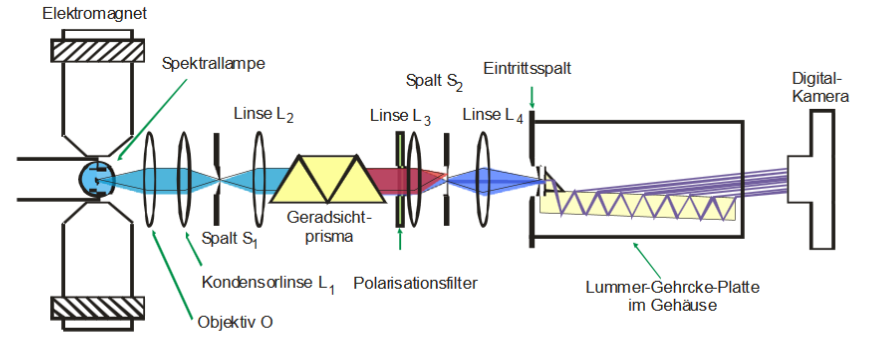 Elektromagnet
Spektrallampe
Linse L2
Linse L3
Spalt S2
Linse L4
Eintrittsspalt
Digital-
Kamera
Geradsicht-
prisma
Spalt S1
Kondensorlinse L1
Objektiv O
Polarisationsfilter
Lummer-Gehrcke-Platte
im Gehäuse